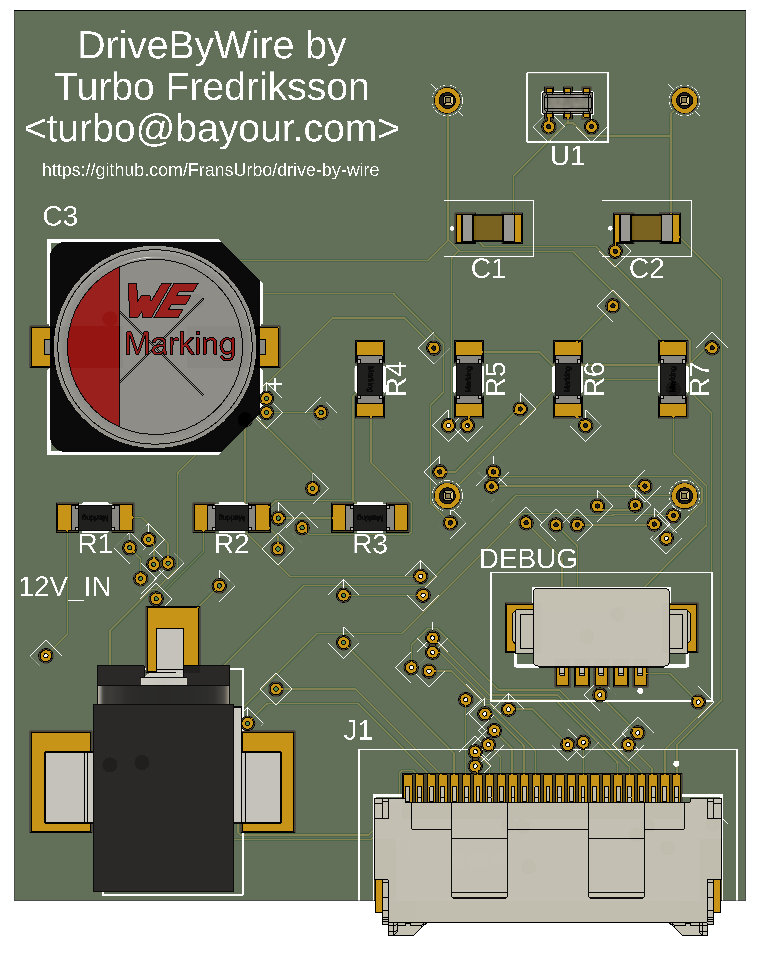 DriveByWire by
Turbo Fredriksson
<turbo@bayour.com>
https://github.com/FransUrbo/drive-by-wire
U1
C3
C1
C2
WE
Marking
4
R4
R5
R6
R7
R1
R2
R3
DEBUG
12V_IN
J1